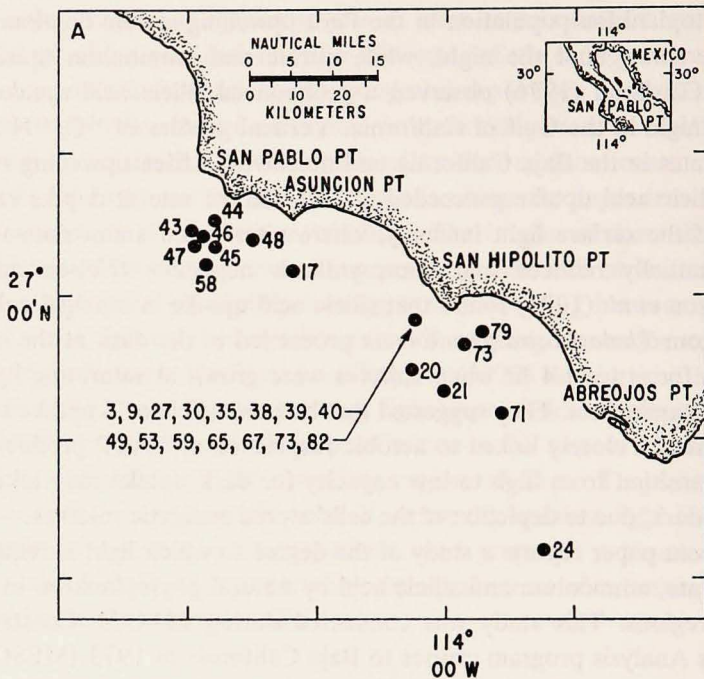 A
NAUTICAL MILES
0 5 10 15
0 10 20
KILOMETERS
114°
MEXICO
30°
30°
SAN PABLO
PT
114°
SAN PABLO PT
ASUNCION PT
44
43
46
48
47
45
17
58
SAN HIPOLITO PT
27°
00'N
79
73
20
21
3, 9, 27, 30, 35, 38, 39, 40
49, 53, 59, 65, 67, 73, 82
71
ABREOJOS PT
24
114°
00'W